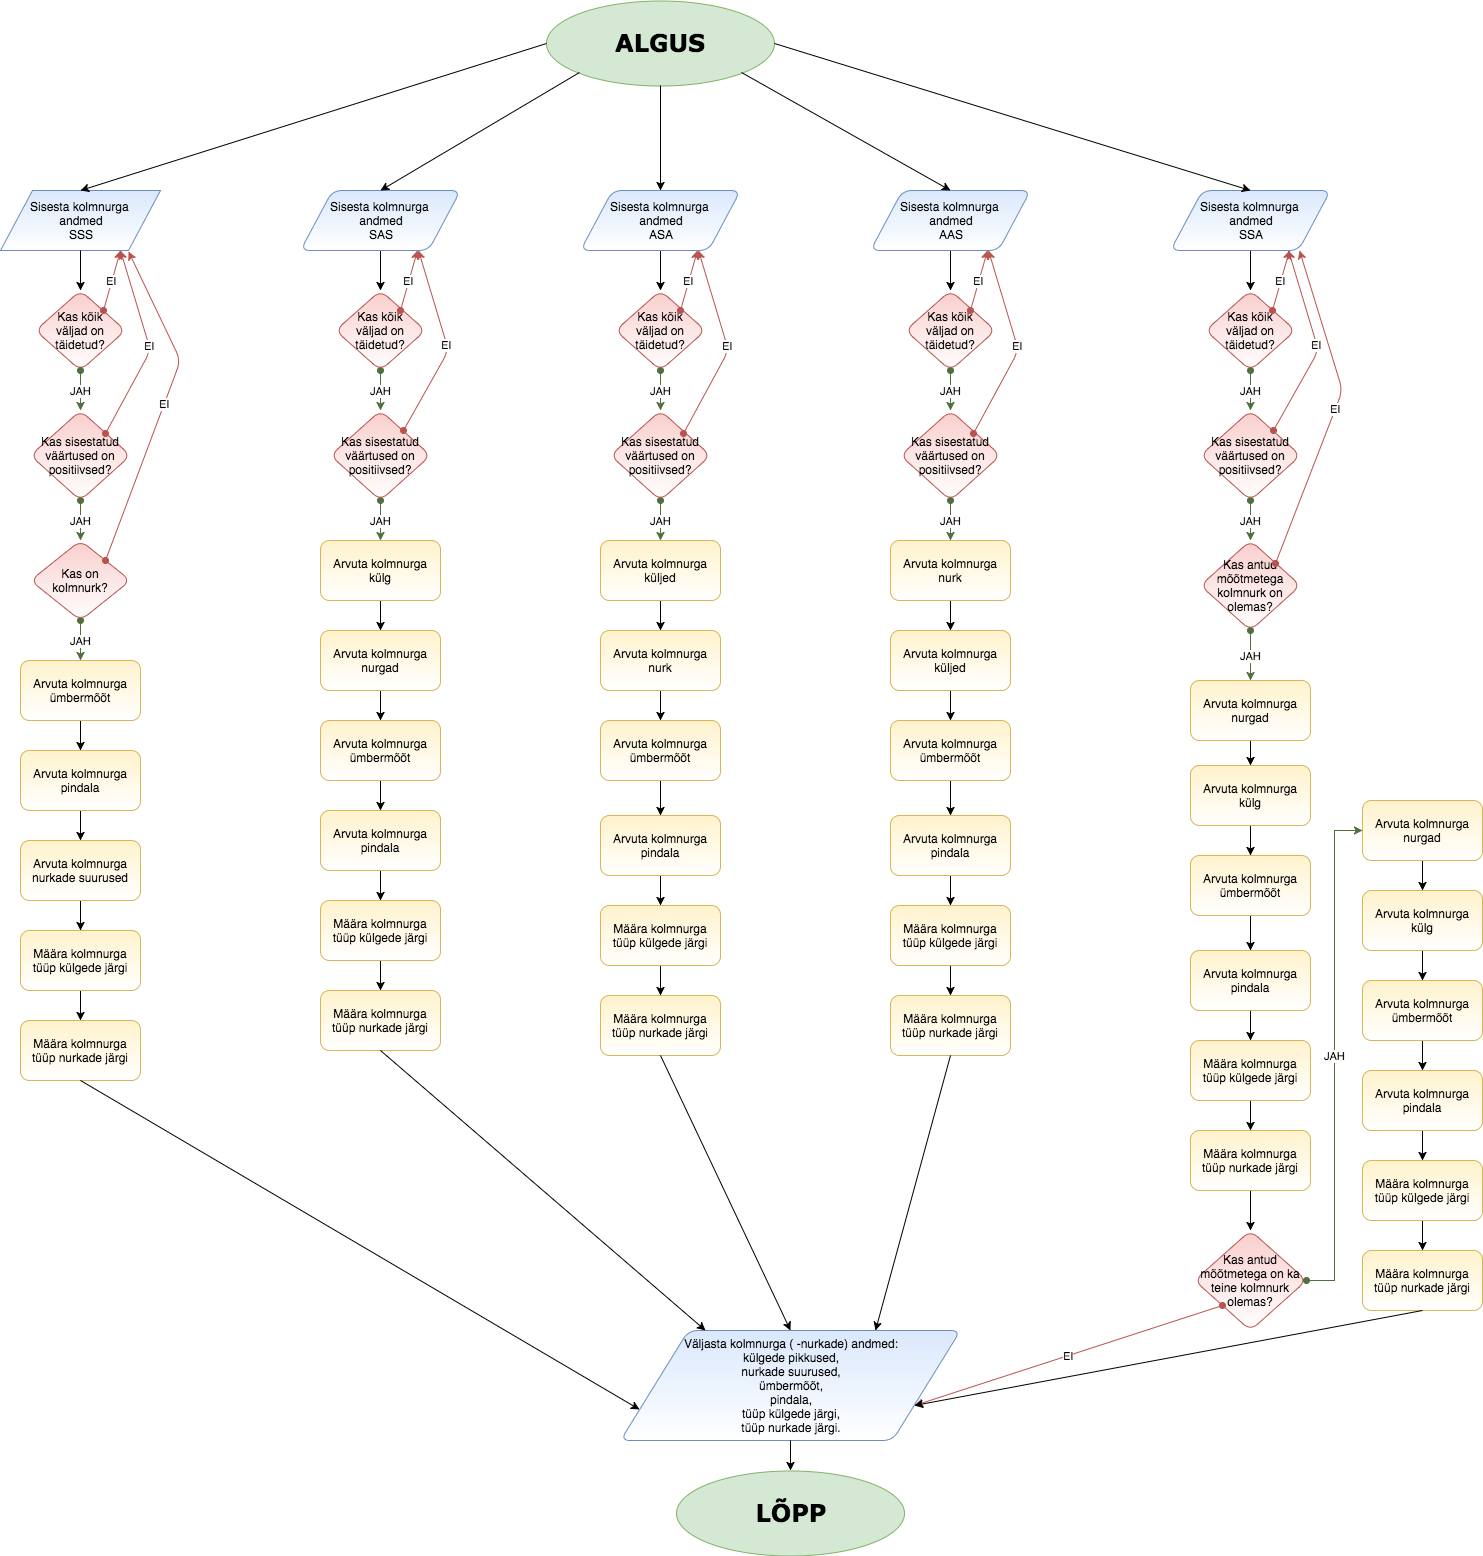 ALGUS
Sisesta kolmnurga
andmed
SSS
EI
Kas kõik
väljad on
täidetud?
EI
JAH
EI
Kas sisestatud
väärtused on
positiivsed?
JAH
Kas on
kolmnurk?
JAH
Arvuta kolmnurga
ümbermõõt
Arvuta kolmnurga
pindala
Arvuta kolmnurga
nurkade suurused
Määra kolmnurga
tüüp külgede järgi
Määra kolmnurga
tüüp nurkade järgi
Sisesta kolmnurga
andmed
SAS
EI
Kas kõik
väljad on
täidetud?
EI
JAH
Kas sisestatud
väärtused on
positiivsed?
JAH
Arvuta kolmnurga
külg
Arvuta kolmnurga
nurgad
Arvuta kolmnurga
ümbermõõt
Arvuta kolmnurga
pindala
Määra kolmnurga
tüüp külgede järgi
Määra kolmnurga
tüüp nurkade järgi
Sisesta kolmnurga
andmed
ASA
EI
Kas kõik
väljad on
täidetud?
EI
JAH
Kas sisestatud
väärtused on
positiivsed?
JAH
Arvuta kolmnurga
küljed
Arvuta kolmnurga
nurk
Arvuta kolmnurga
ümbermõõt
Arvuta kolmnurga
pindala
Määra kolmnurga
tüüp külgede järgi
Määra kolmnurga
tüüp nurkade järgi
Sisesta kolmnurga
andmed
AAS
EI
Kas kõik
väljad on
täidetud?
EI
JAH
Kas sisestatud
väärtused on
positiivsed?
JAH
Arvuta kolmnurga
nurk
Arvuta kolmnurga
küljed
Arvuta kolmnurga
ümbermõõt
Arvuta kolmnurga
pindala
Määra kolmnurga
tüüp külgede järgi
Määra kolmnurga
tüüp nurkade järgi
Sisesta kolmnurga
andmed
SSA
EI
Kas kõik
väljad on
täidetud?
EI
JAH
EI
Kas sisestatud
väärtused on
positiivsed?
JAH
Kas antud
mõõtmetega
kolmnurk on
olemas?
JAH
Arvuta kolmnurga
nurgad
Arvuta kolmnurga
külg
Arvuta kolmnurga
ümbermõõt
Arvuta kolmnurga
pindala
Määra kolmnurga
tüüp külgede järgi
Määra kolmnurga
tüüp nurkade järgi
Kas antud
mõõtmetega on ka
teine kolmnurk
olemas?
JAH
EI
Arvuta kolmnurga
nurgad
Arvuta kolmnurga
külg
Arvuta kolmnurga
ümbermõõt
Arvuta kolmnurga
pindala
Määra kolmnurga
tüüp külgede järgi
Määra kolmnurga
tüüp nurkade järgi
Väljasta kolmnurga ( -nurkade) andmed:
külgede pikkused,
nurkade suurused,
ümbermõõt,
pindala,
tüüp külgede järgi,
tüüp nurkade järgi.
LÕPP